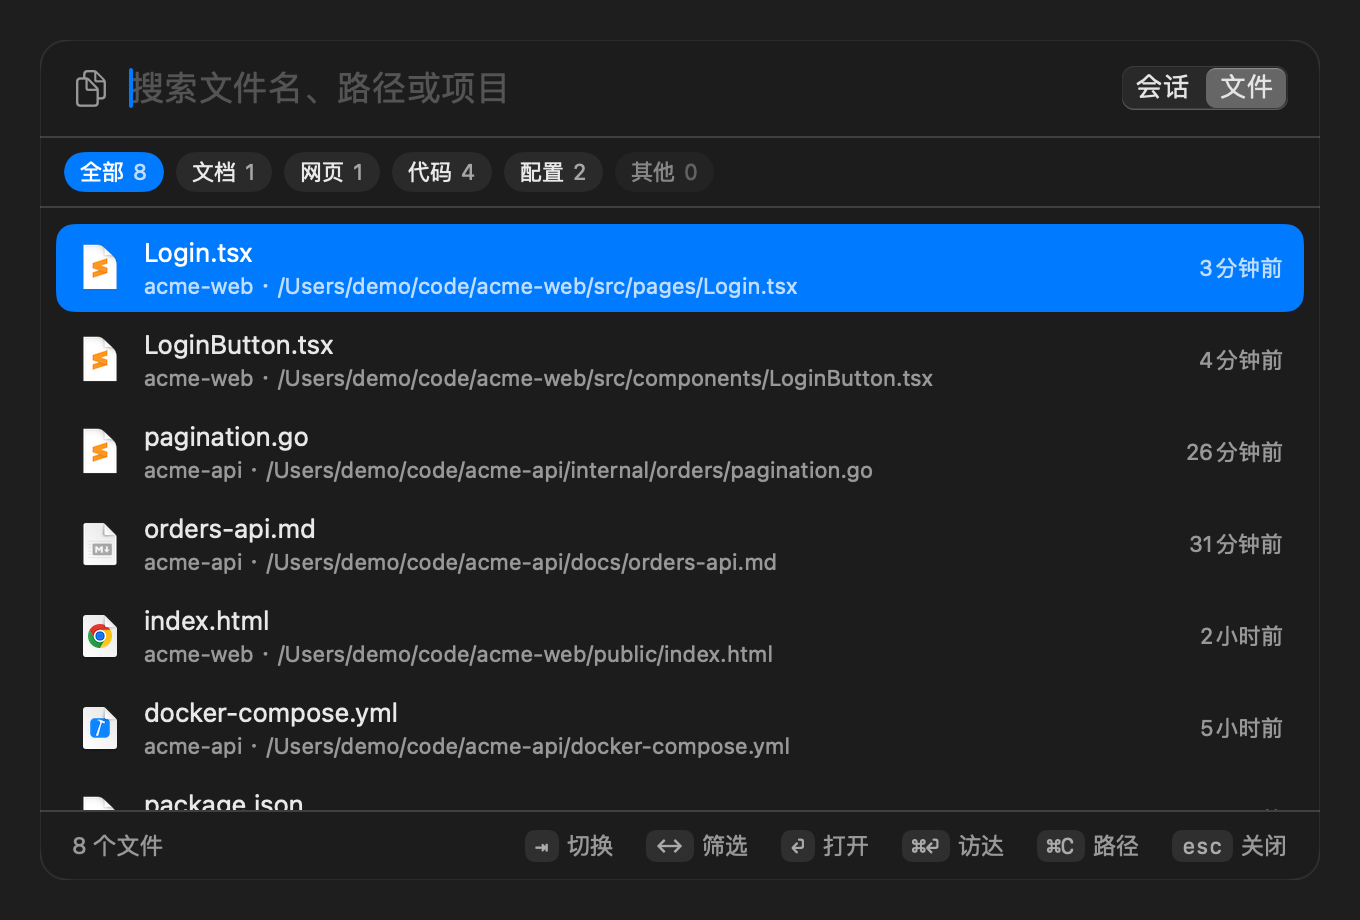 搜索文件名、路径或项目
会话 文件
全部 8 文档 1 网页 1 代码 4 配置 2 其他 0
Login.tsx
acme-web · /Users/demo/code/acme-web/src/pages/Login.tsx
3分钟前
LoginButton.tsx
acme-web · /Users/demo/code/acme-web/src/components/LoginButton.tsx
4分钟前
pagination.go
acme-api · /Users/demo/code/acme-api/internal/orders/pagination.go
26分钟前
orders-api.md
acme-api · /Users/demo/code/acme-api/docs/orders-api.md
31分钟前
index.html
acme-web · /Users/demo/code/acme-web/public/index.html
2小时前
docker-compose.yml
acme-api · /Users/demo/code/acme-api/docker-compose.yml
5小时前
package.json
8 个文件
⇥ 切换 ↔ 筛选 ↩ 打开 ⌘↩ 访达 ⌘C 路径 esc 关闭